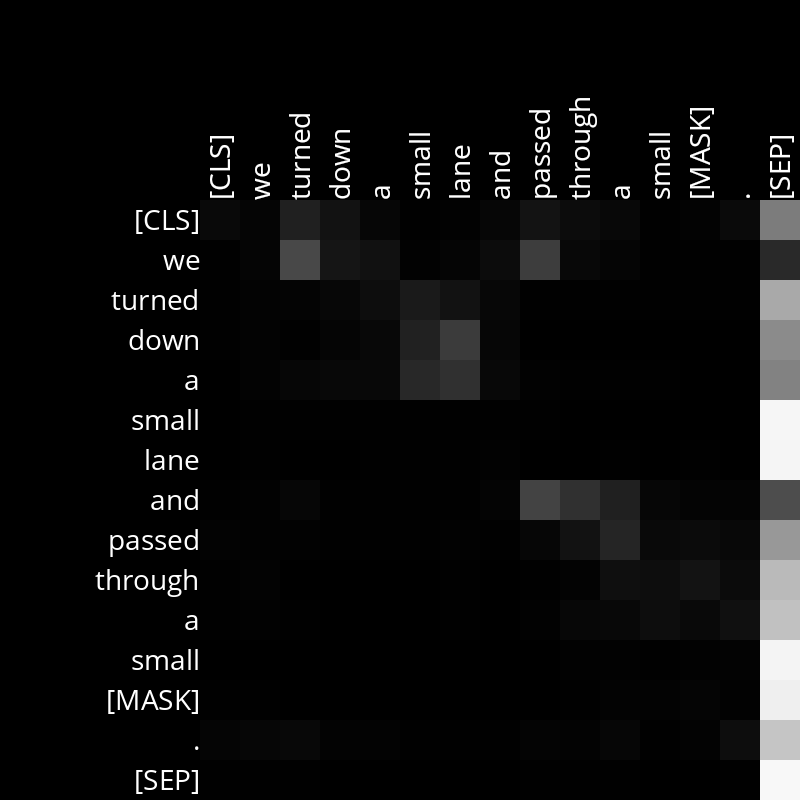 [CLS] we turned down a small lane and passed through a small [MASK] . [SEP]
[CLS]
we
turned
down
a
small
lane
and
passed
through
a
small
[MASK]
.
[SEP]